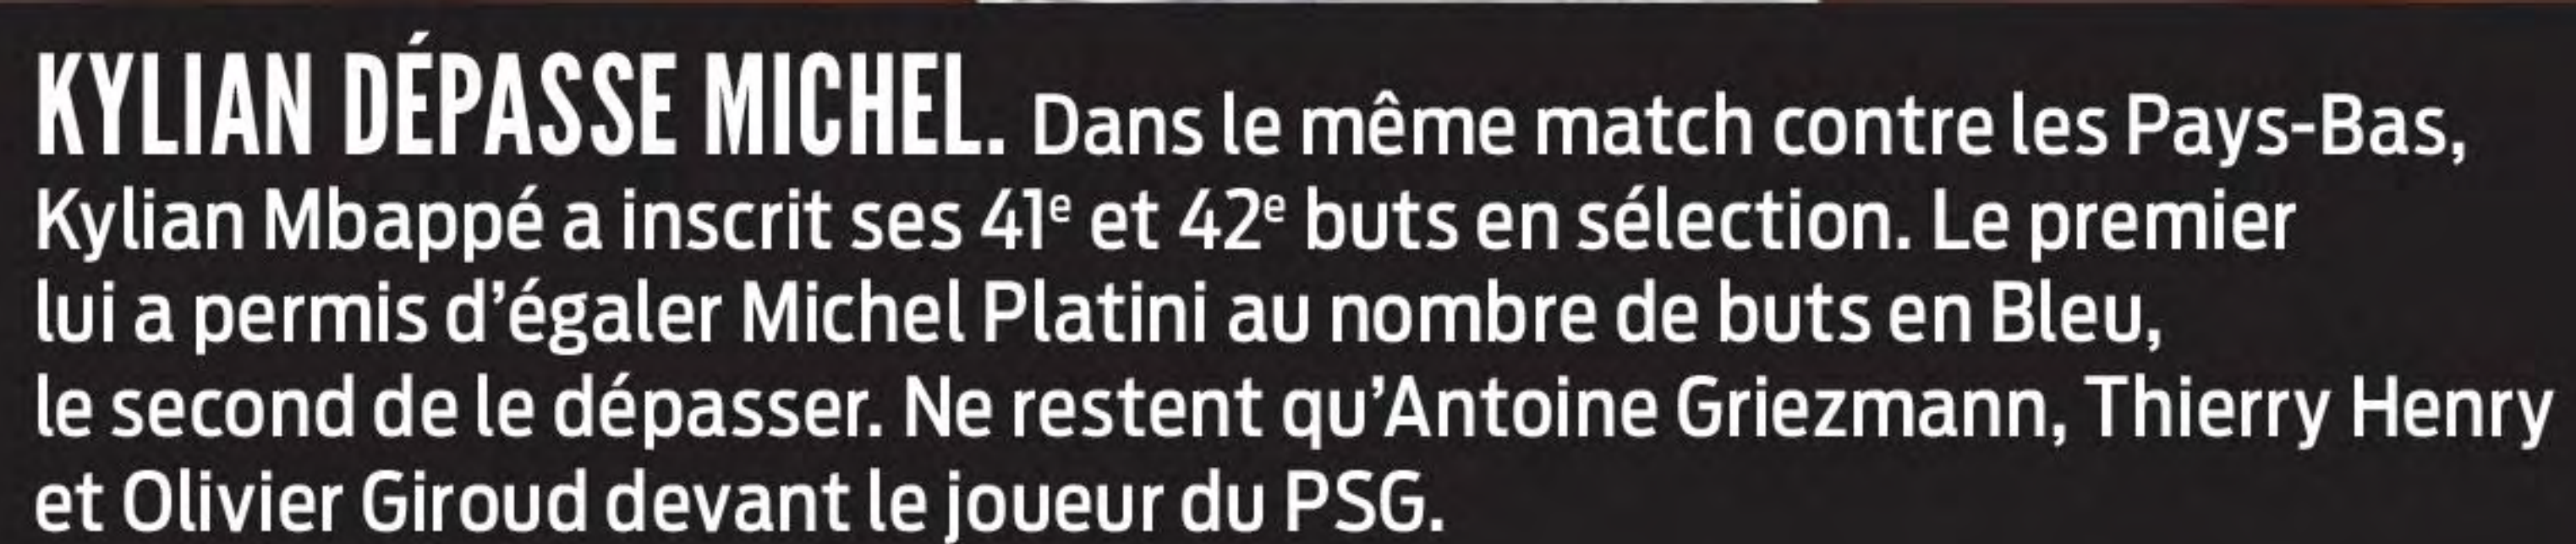 KYLIAN DÉPASSE MICHEL. Dans le même match contre les Pays-Bas,
Kylian Mbappé a inscrit ses 41e et 42e buts en sélection. Le premier
lui a permis d’égaler Michel Platini au nombre de buts en Bleu,
le second de le dépasser. Ne restent qu’Antoine Griezmann, Thierry Henry
et Olivier Giroud devant le joueur du PSG.